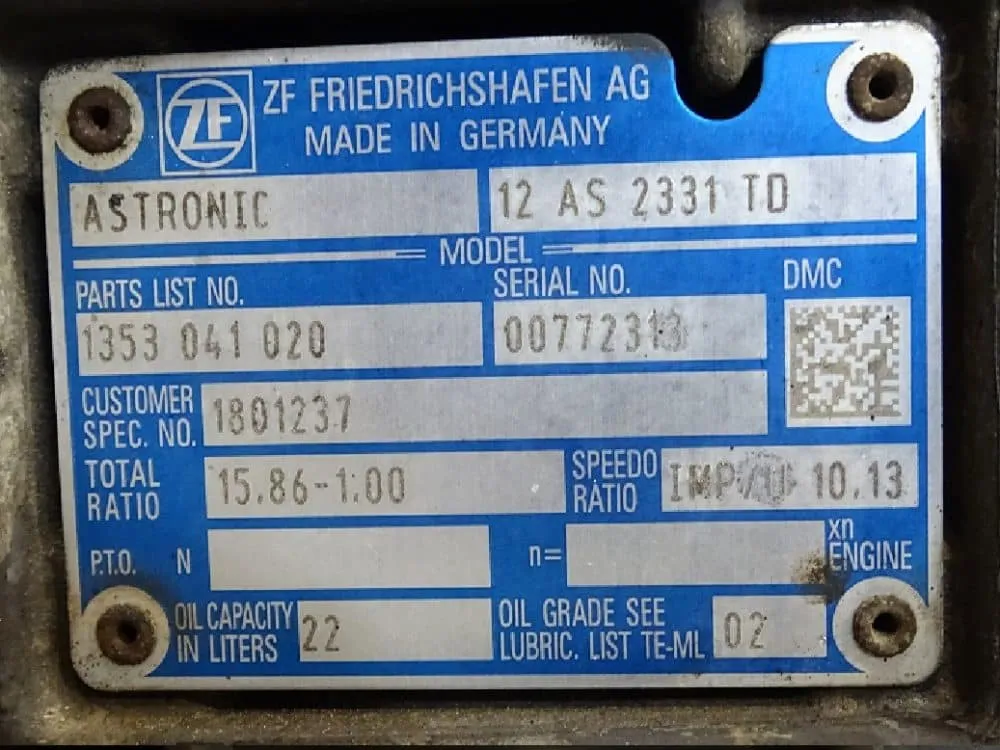 ZF
ZF FRIEDRICHSHAFEN AG
MADE IN GERMANY
ASTRONIC
12 AS 2331 TD
MODEL
PARTS LIST NO.
SERIAL NO.
DMC
1353 041 020
00772313
CUSTOMER
SPEC. NO.
1801237
TOTAL
RATIO
15.86-1.00
SPEEDO
RATIO
IMP/U 10.13
P.T.O.
N
n=
xn
ENGINE
OIL CAPACITY
IN LITERS
22
OIL GRADE SEE
LUBRIC. LIST TE-ML
02